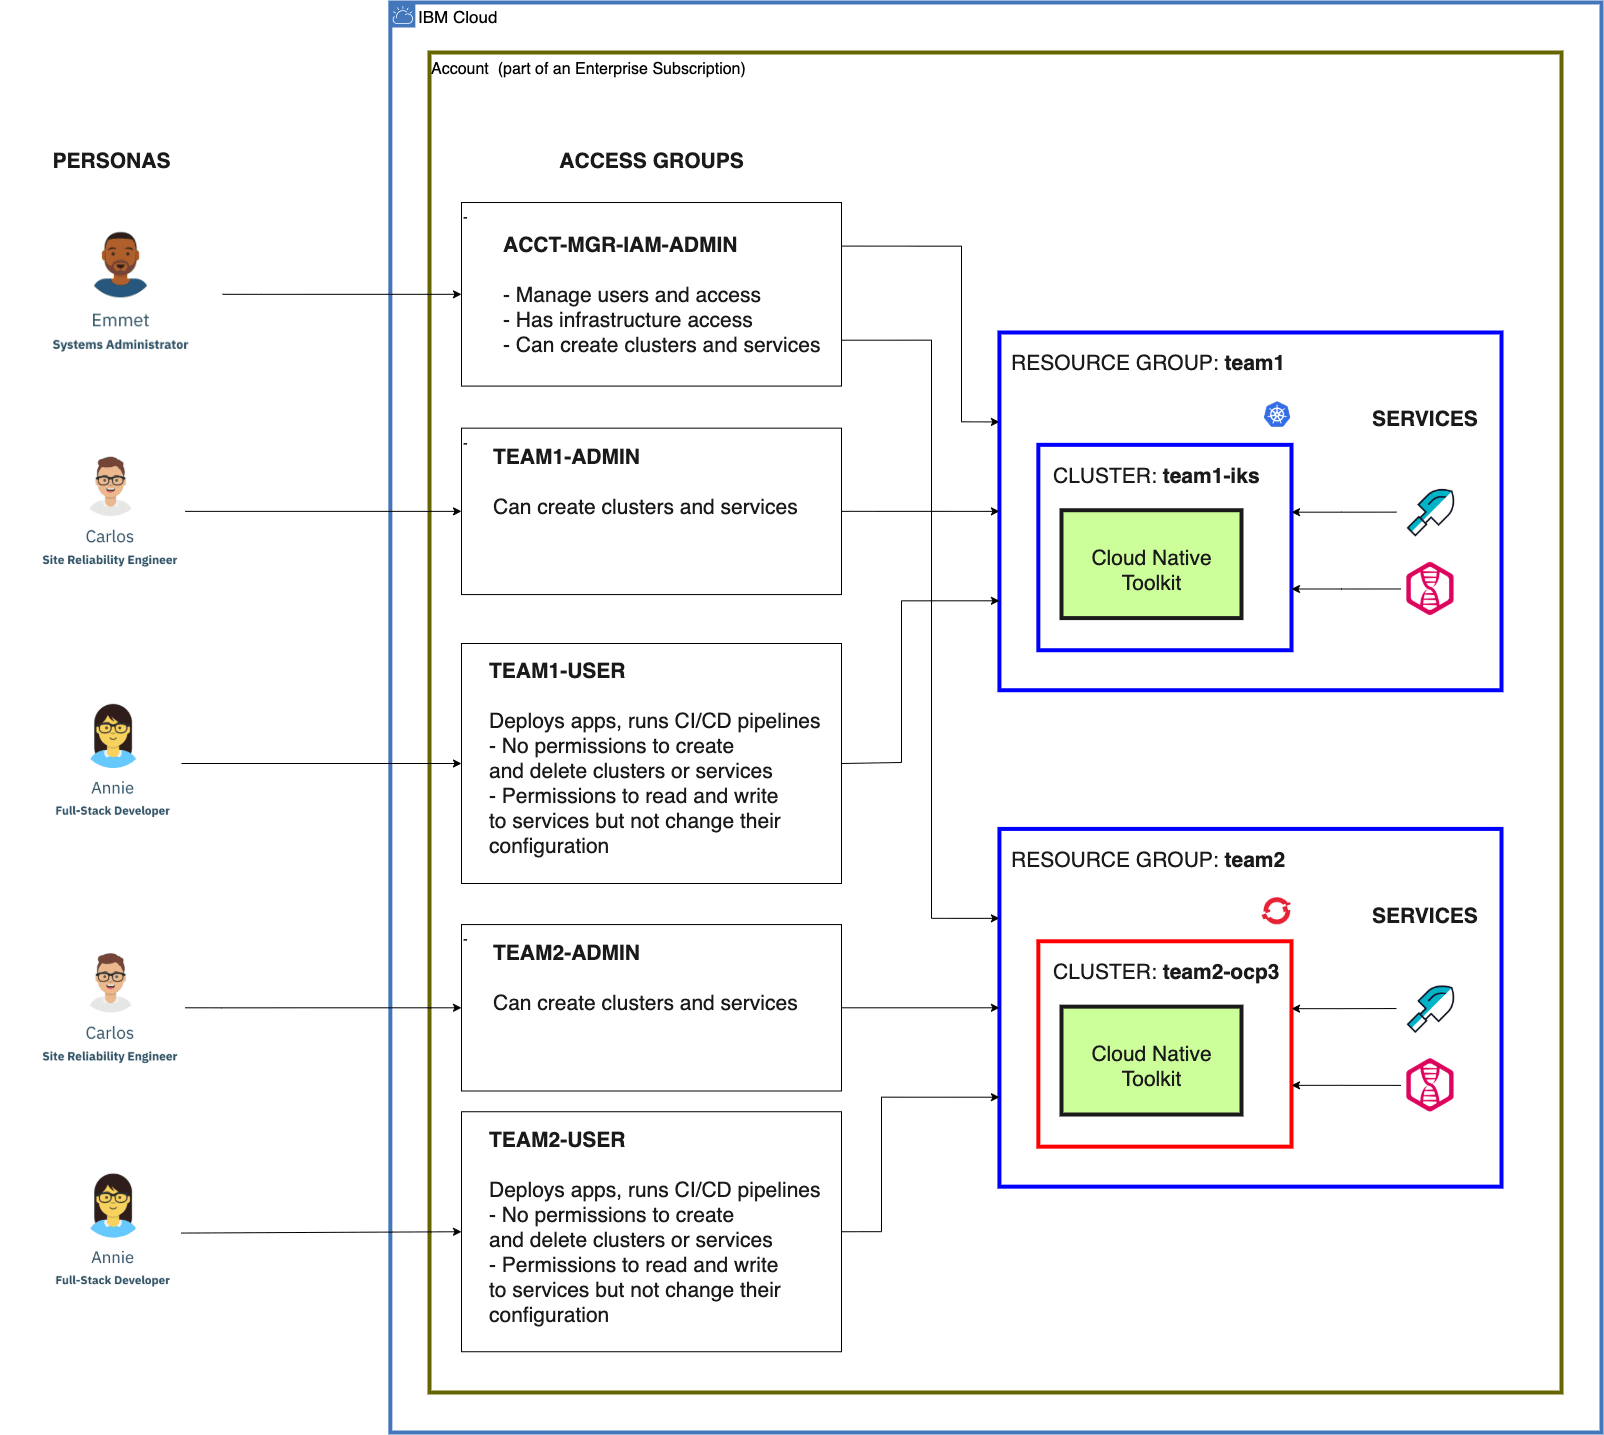 IBM Cloud
Account  (part of an Enterprise Subscription)
PERSONAS
ACCESS GROUPS
Emmet
Systems Administrator
-
ACCT-MGR-IAM-ADMIN
- Manage users and access
- Has infrastructure access
- Can create clusters and services
Carlos
Site Reliability Engineer
-
TEAM1-ADMIN
Can create clusters and services
Annie
Full-Stack Developer
TEAM1-USER
Deploys apps, runs CI/CD pipelines
- No permissions to create
and delete clusters or services
- Permissions to read and write
to services but not change their
configuration
Carlos
Site Reliability Engineer
-
TEAM2-ADMIN
Can create clusters and services
Annie
Full-Stack Developer
TEAM2-USER
Deploys apps, runs CI/CD pipelines
- No permissions to create
and delete clusters or services
- Permissions to read and write
to services but not change their
configuration
RESOURCE GROUP: team1
SERVICES
CLUSTER: team1-iks
Cloud Native
Toolkit
RESOURCE GROUP: team2
SERVICES
CLUSTER: team2-ocp3
Cloud Native
Toolkit